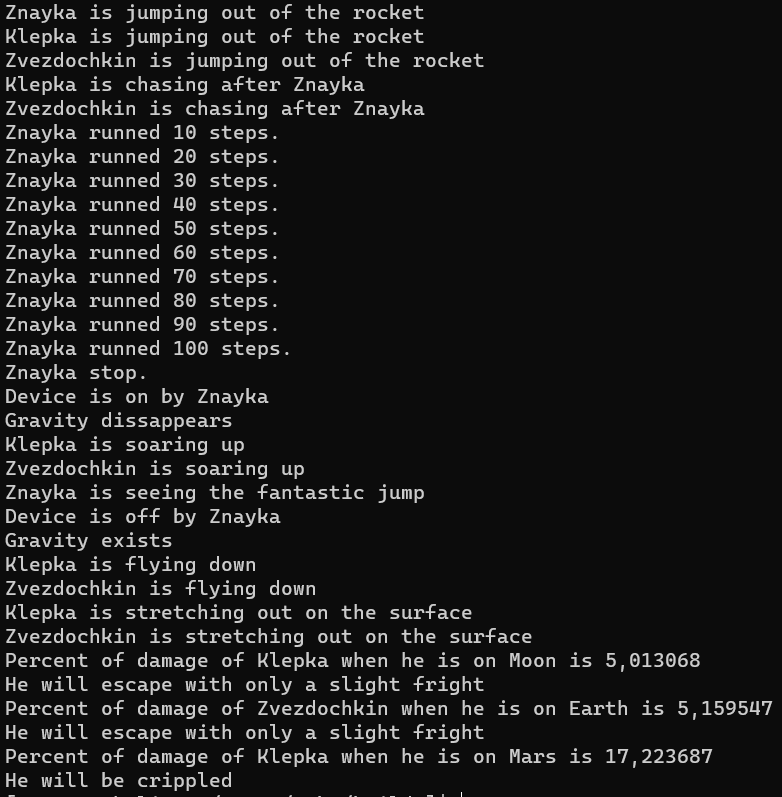 Znayka is jumping out of the rocket
Klepka is jumping out of the rocket
Zvezdochkin is jumping out of the rocket
Klepka is chasing after Znayka
Zvezdochkin is chasing after Znayka
Znayka runned 10 steps.
Znayka runned 20 steps.
Znayka runned 30 steps.
Znayka runned 40 steps.
Znayka runned 50 steps.
Znayka runned 60 steps.
Znayka runned 70 steps.
Znayka runned 80 steps.
Znayka runned 90 steps.
Znayka runned 100 steps.
Znayka stop.
Device is on by Znayka
Gravity dissappears
Klepka is soaring up
Zvezdochkin is soaring up
Znayka is seeing the fantastic jump
Device is off by Znayka
Gravity exists
Klepka is flying down
Zvezdochkin is flying down
Klepka is stretching out on the surface
Zvezdochkin is stretching out on the surface
Percent of damage of Klepka when he is on Moon is 5,013068
He will escape with only a slight fright
Percent of damage of Zvezdochkin when he is on Earth is 5,159547
He will escape with only a slight fright
Percent of damage of Klepka when he is on Mars is 17,223687
He will be crippled